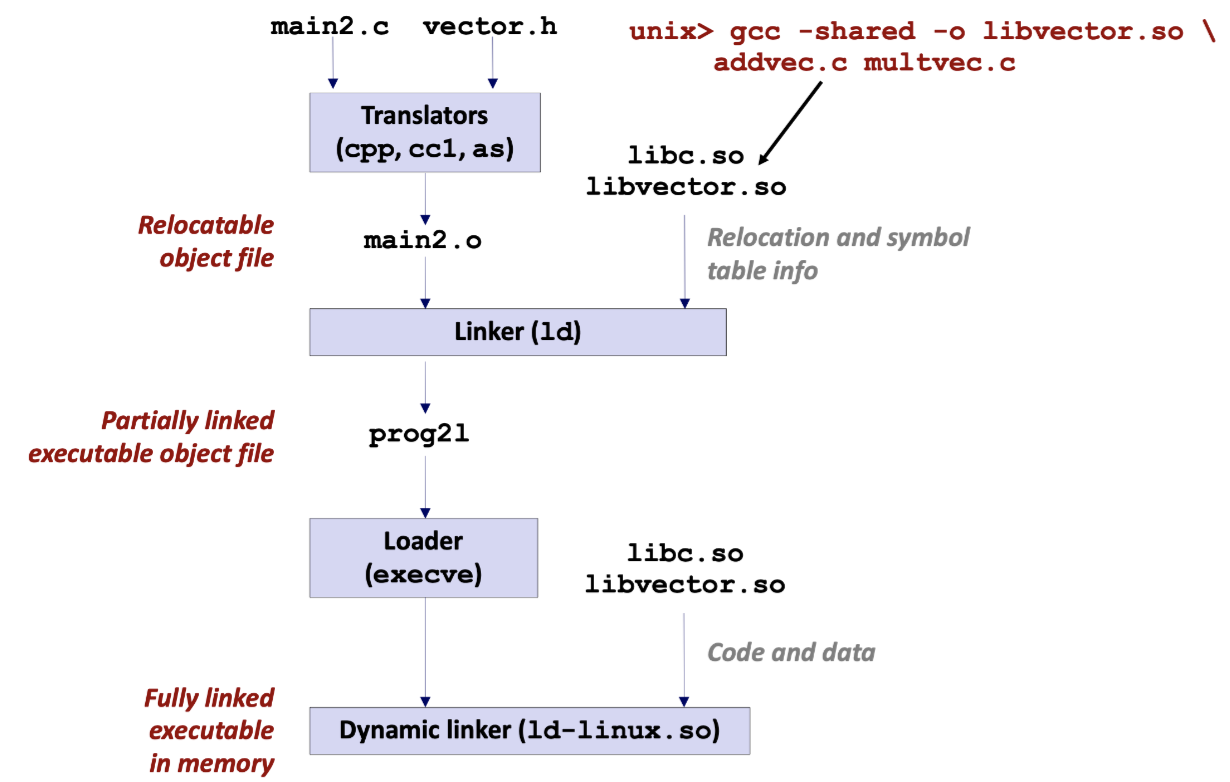 main2.c vector.h
unix> gcc -shared -o libvector.so \
addvec.c multvec.c
Translators
(cpp, cc1, as)
libc.so
libvector.so
Relocatable
object file
main2.o
Relocation and symbol
table info
Linker (ld)
Partially linked
executable object file
prog2l
Loader
(execve)
libc.so
libvector.so
Code and data
Fully linked
executable
in memory
Dynamic linker (ld-linux.so)